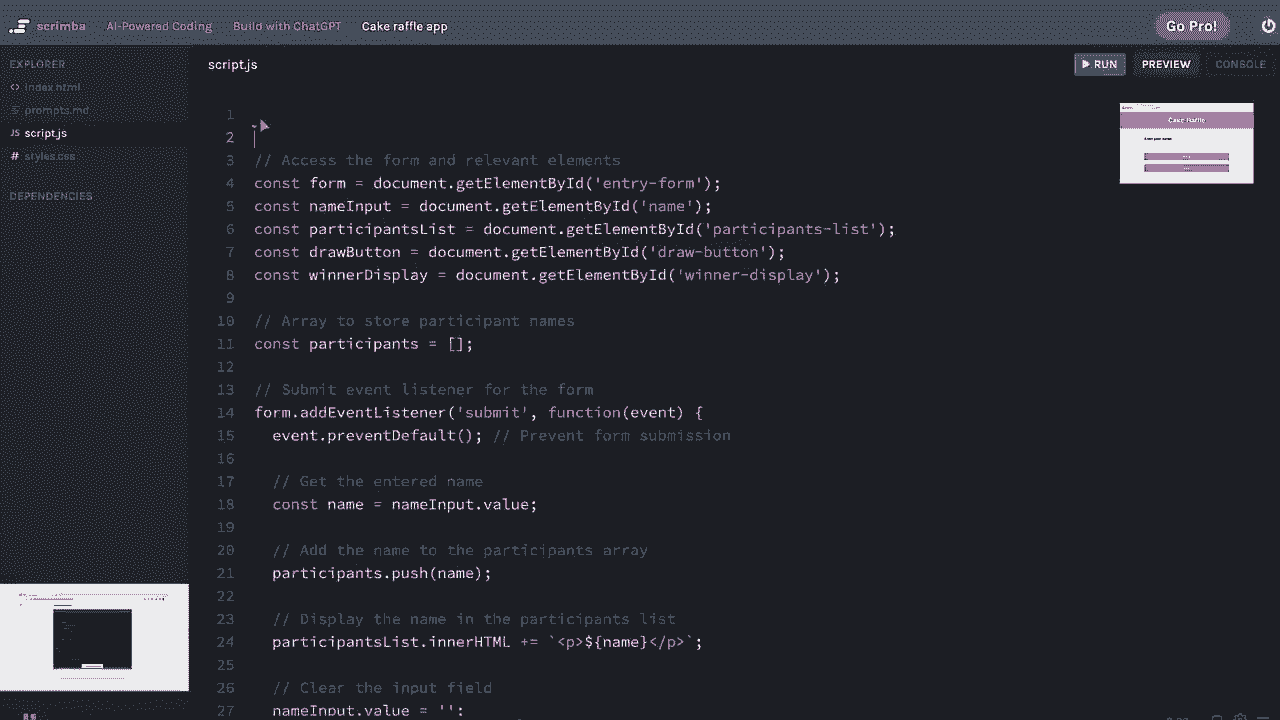 scrimba AI-Powered Coding Build with ChatGPT Cake raffle app Go Pro!
EXPLORER
<> index.html
prompts.md
JS script.js
# styles.css
DEPENDENCIES
script.js
RUN PREVIEW CONSOLE
Cake Raffle
1
2
3 // Access the form and relevant elements
4 const form = document.getElementById('entry-form');
5 const nameInput = document.getElementById('name');
6 const participantsList = document.getElementById('participants-list');
7 const drawButton = document.getElementById('draw-button');
8 const winnerDisplay = document.getElementById('winner-display');
9
10 // Array to store participant names
11 const participants = [];
12
13 // Submit event listener for the form
14 form.addEventListener('submit', function(event) {
15 event.preventDefault(); // Prevent form submission
16
17 // Get the entered name
18 const name = nameInput.value;
19
20 // Add the name to the participants array
21 participants.push(name);
22
23 // Display the name in the participants list
24 participantsList.innerHTML += `<p>${name}</p>`;
25
26 // Clear the input field
27 nameInput.value = '';